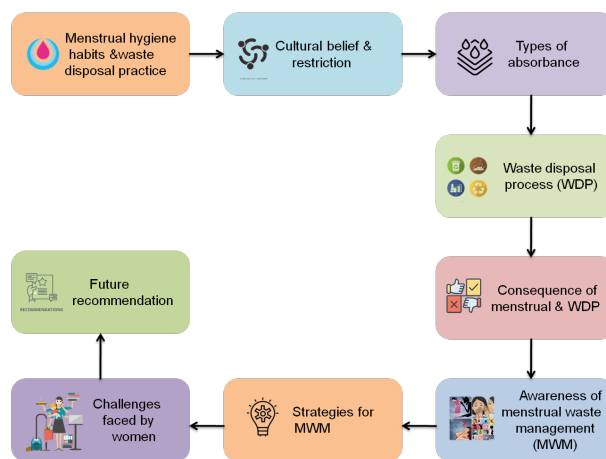 Menstrual hygiene
habits &waste
disposal practice
Cultural belief &
restriction
Types of
absorbance
Waste disposal
process (WDP)
Consequence of
menstrual & WDP
Awareness of
menstrual waste
management
(MWM)
Strategies for
MWM
Challenges
faced by
women
Future
recommendation
RECOMMENDATIONS